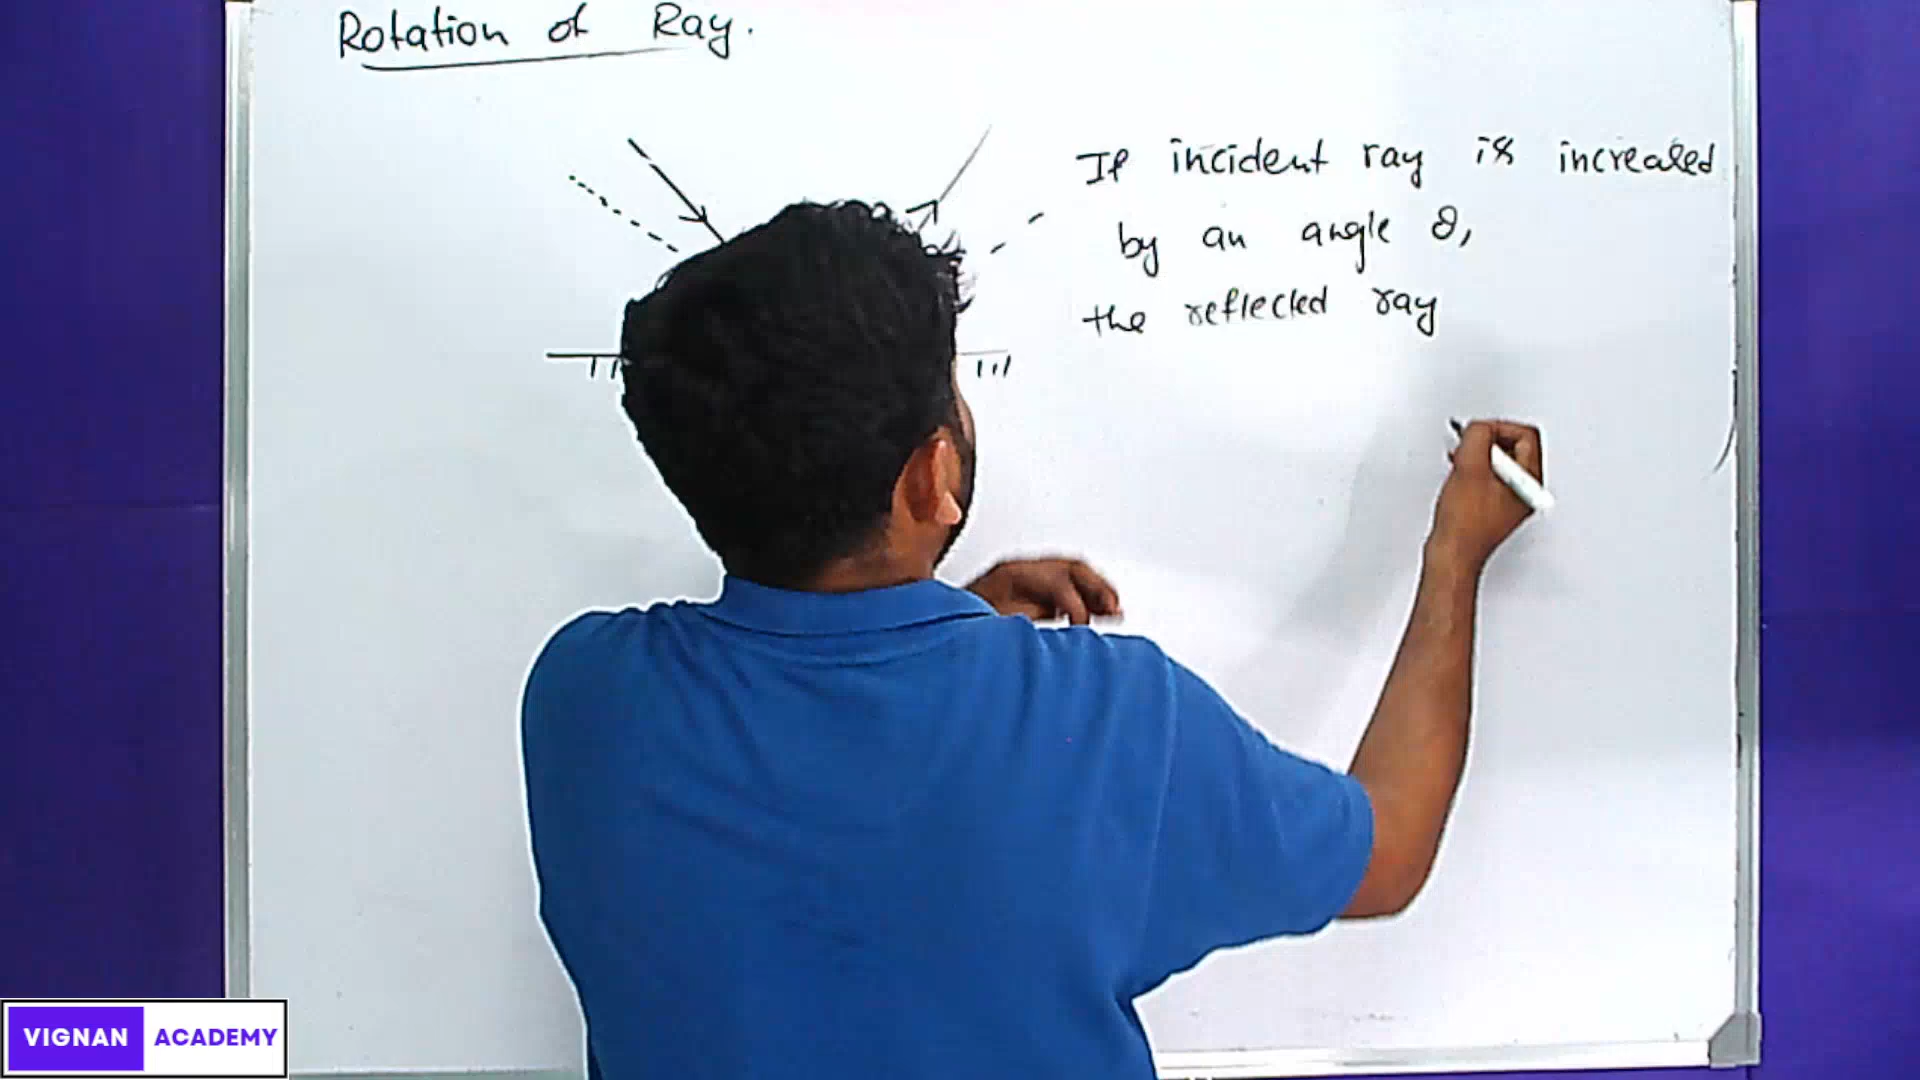 Rotation of Ray.
If incident ray is increased
by an angle θ,
the reflected ray
VIGNAN ACADEMY